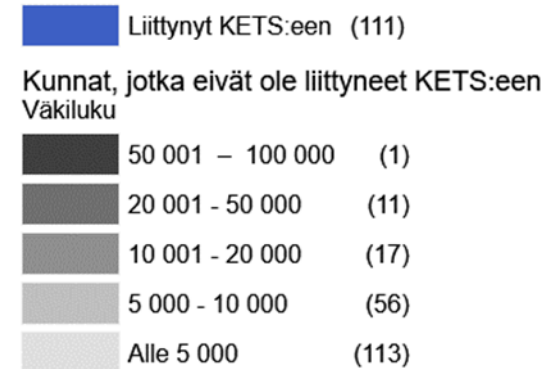 Liittynyt KETS:een (111)
Kunnat, jotka eivät ole liittyneet KETS:een
Väkiluku
50 001 – 100 000 (1)
20 001 - 50 000 (11)
10 001 - 20 000 (17)
5 000 - 10 000 (56)
Alle 5 000 (113)